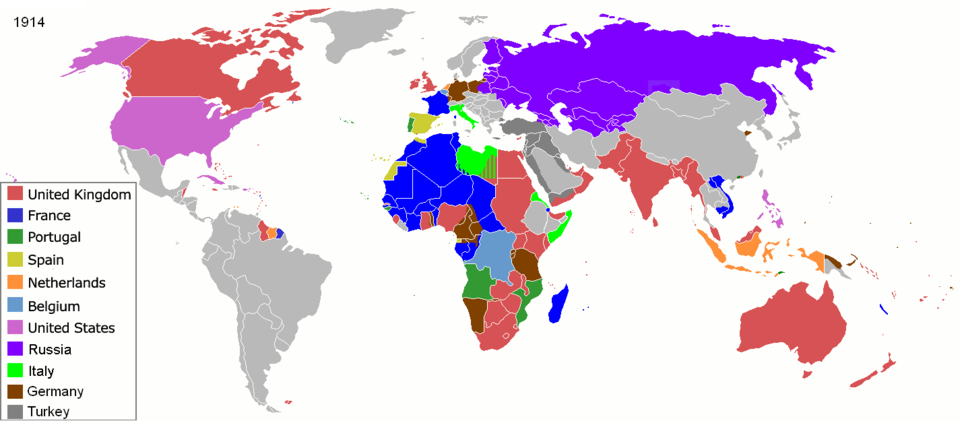 1914
United Kingdom
France
Portugal
Spain
Netherlands
Belgium
United States
Russia
Italy
Germany
Turkey